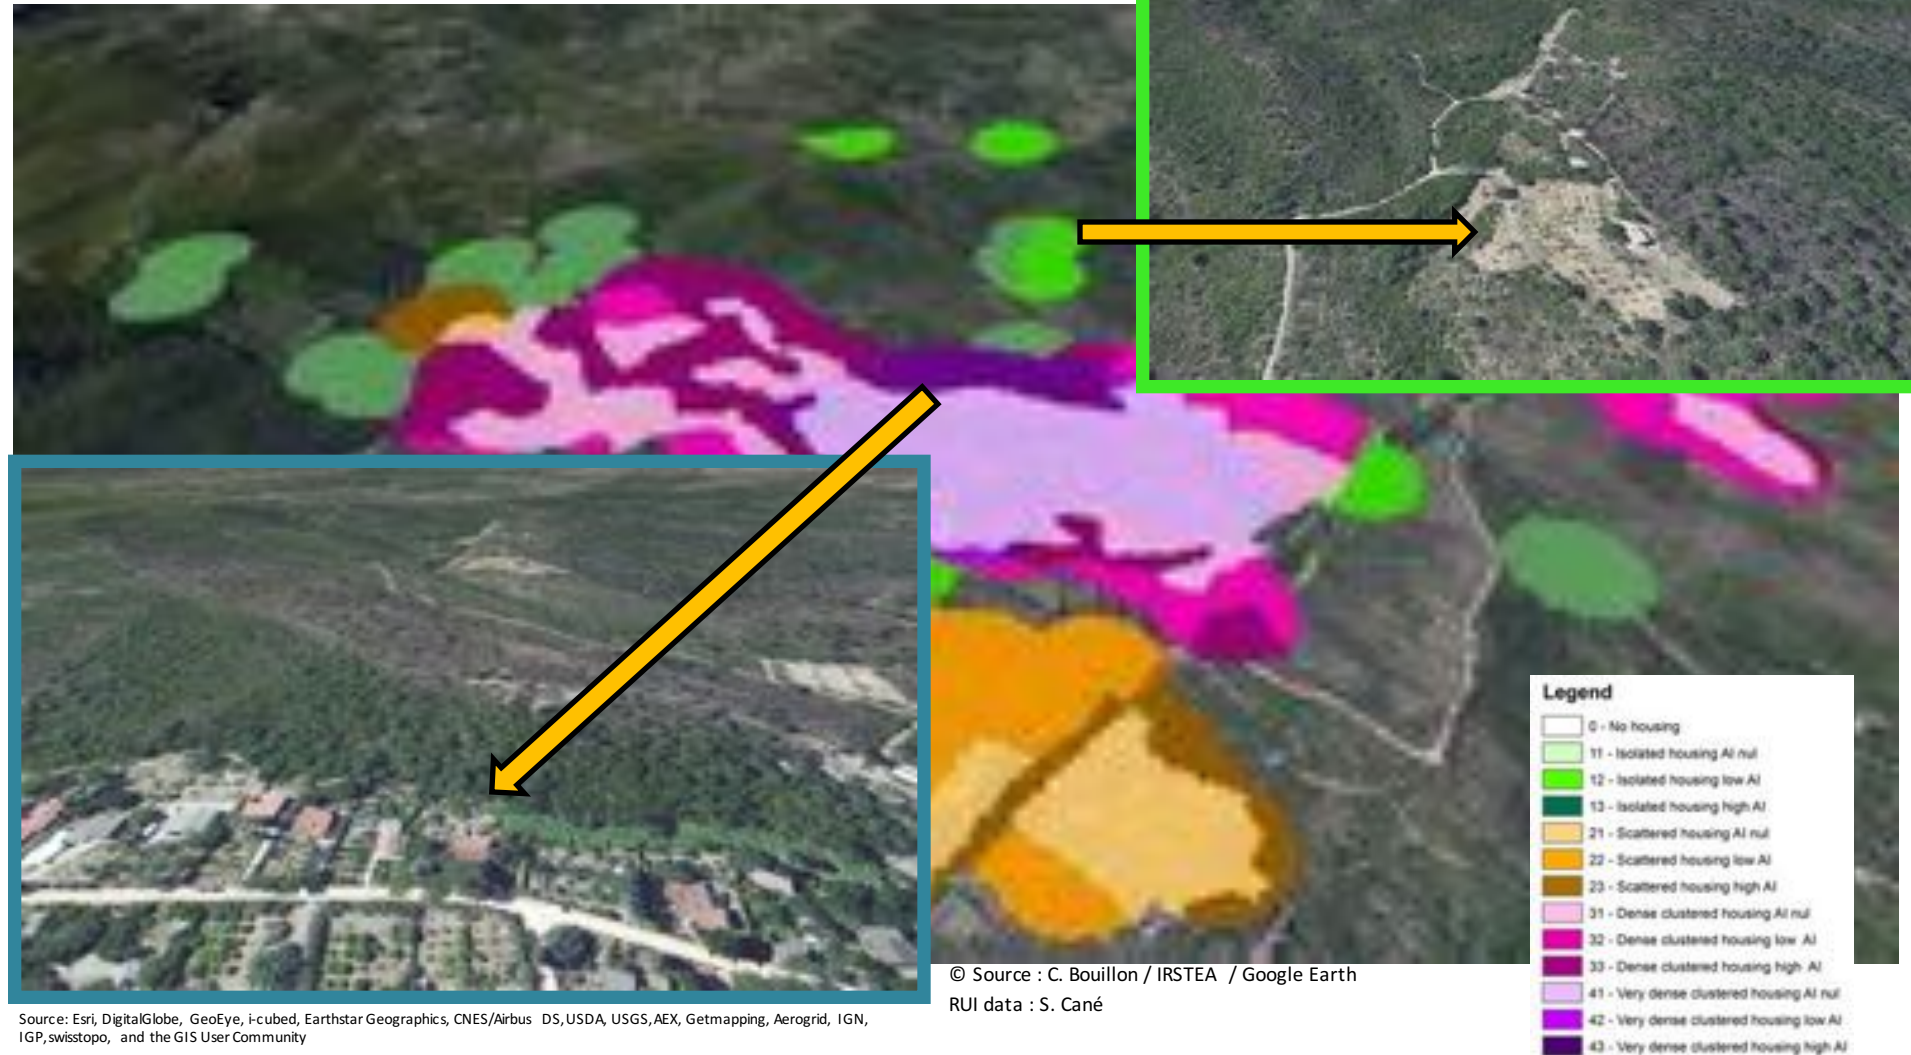 Legend
0 - No housing
11 - Isolated housing AI nul
12 - Isolated housing low AI
13 - Isolated housing high AI
21 - Scattered housing AI nul
22 - Scattered housing low AI
23 - Scattered housing high AI
31 - Dense clustered housing AI nul
32 - Dense clustered housing low AI
33 - Dense clustered housing high AI
41 - Very dense clustered housing AI nul
42 - Very dense clustered housing low AI
43 - Very dense clustered housing high AI
© Source : C. Bouillon / IRSTEA / Google Earth
RUI data : S. Cané
Source: Esri, DigitalGlobe, GeoEye, i-cubed, Earthstar Geographics, CNES/Airbus DS, USDA, USGS, AEX, Getmapping, Aerogrid, IGN,
IGP, swisstopo, and the GIS User Community